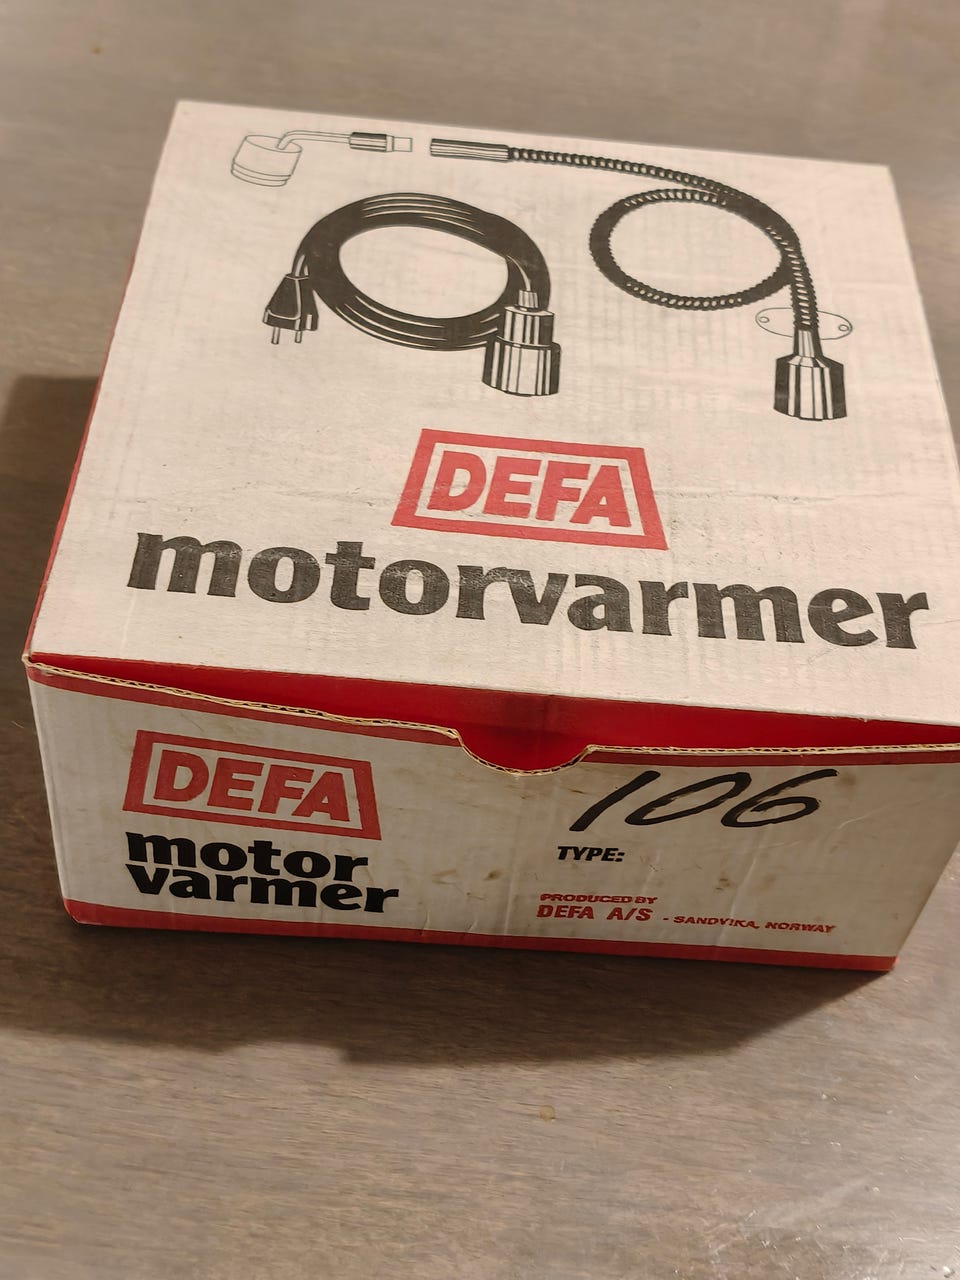 DEFA
motorvarmer
DEFA
motor
varmer
106
TYPE:
PRODUCED BY
DEFA A/S - SANDVIKA, NORWAY